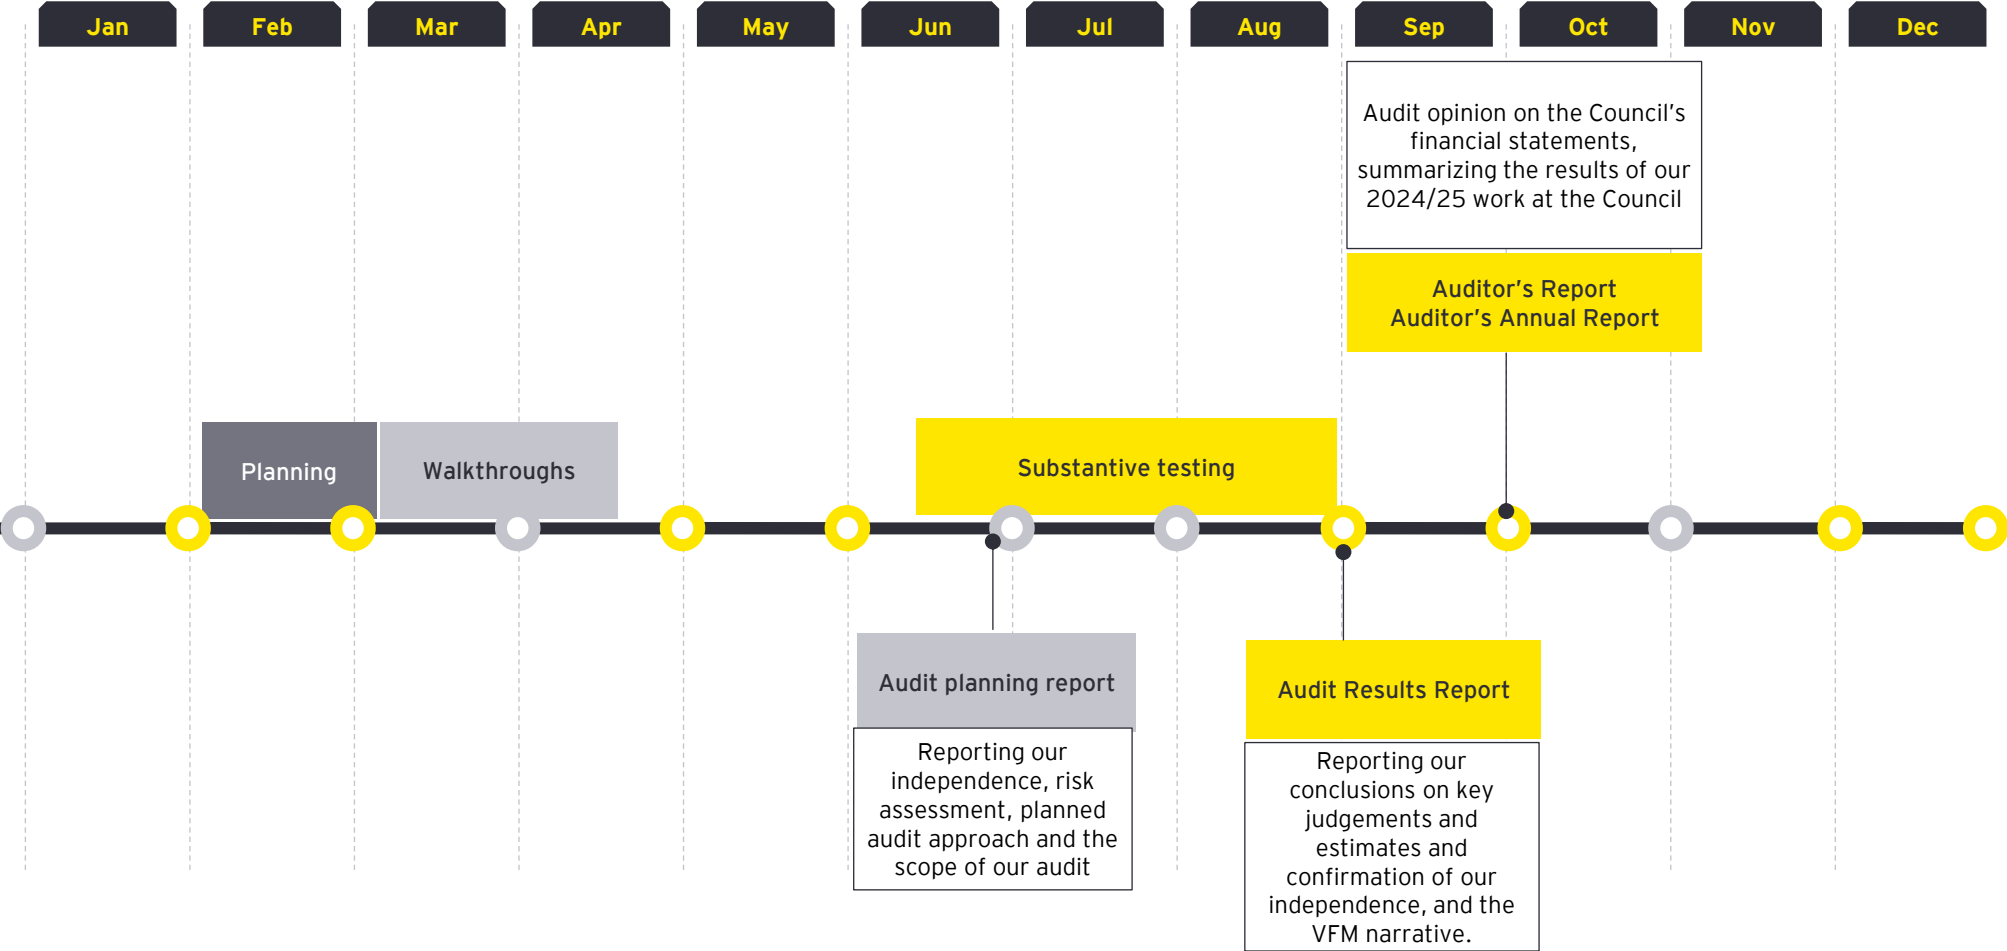 Jan Feb Mar Apr May Jun Jul Aug Sep Oct Nov Dec
Audit opinion on the Council’s
financial statements,
summarizing the results of our
2024/25 work at the Council
Auditor’s Report
Auditor’s Annual Report
Planning
Walkthroughs
Substantive testing
Audit planning report
Reporting our
independence, risk
assessment, planned
audit approach and the
scope of our audit
Audit Results Report
Reporting our
conclusions on key
judgements and
estimates and
confirmation of our
independence, and the
VFM narrative.